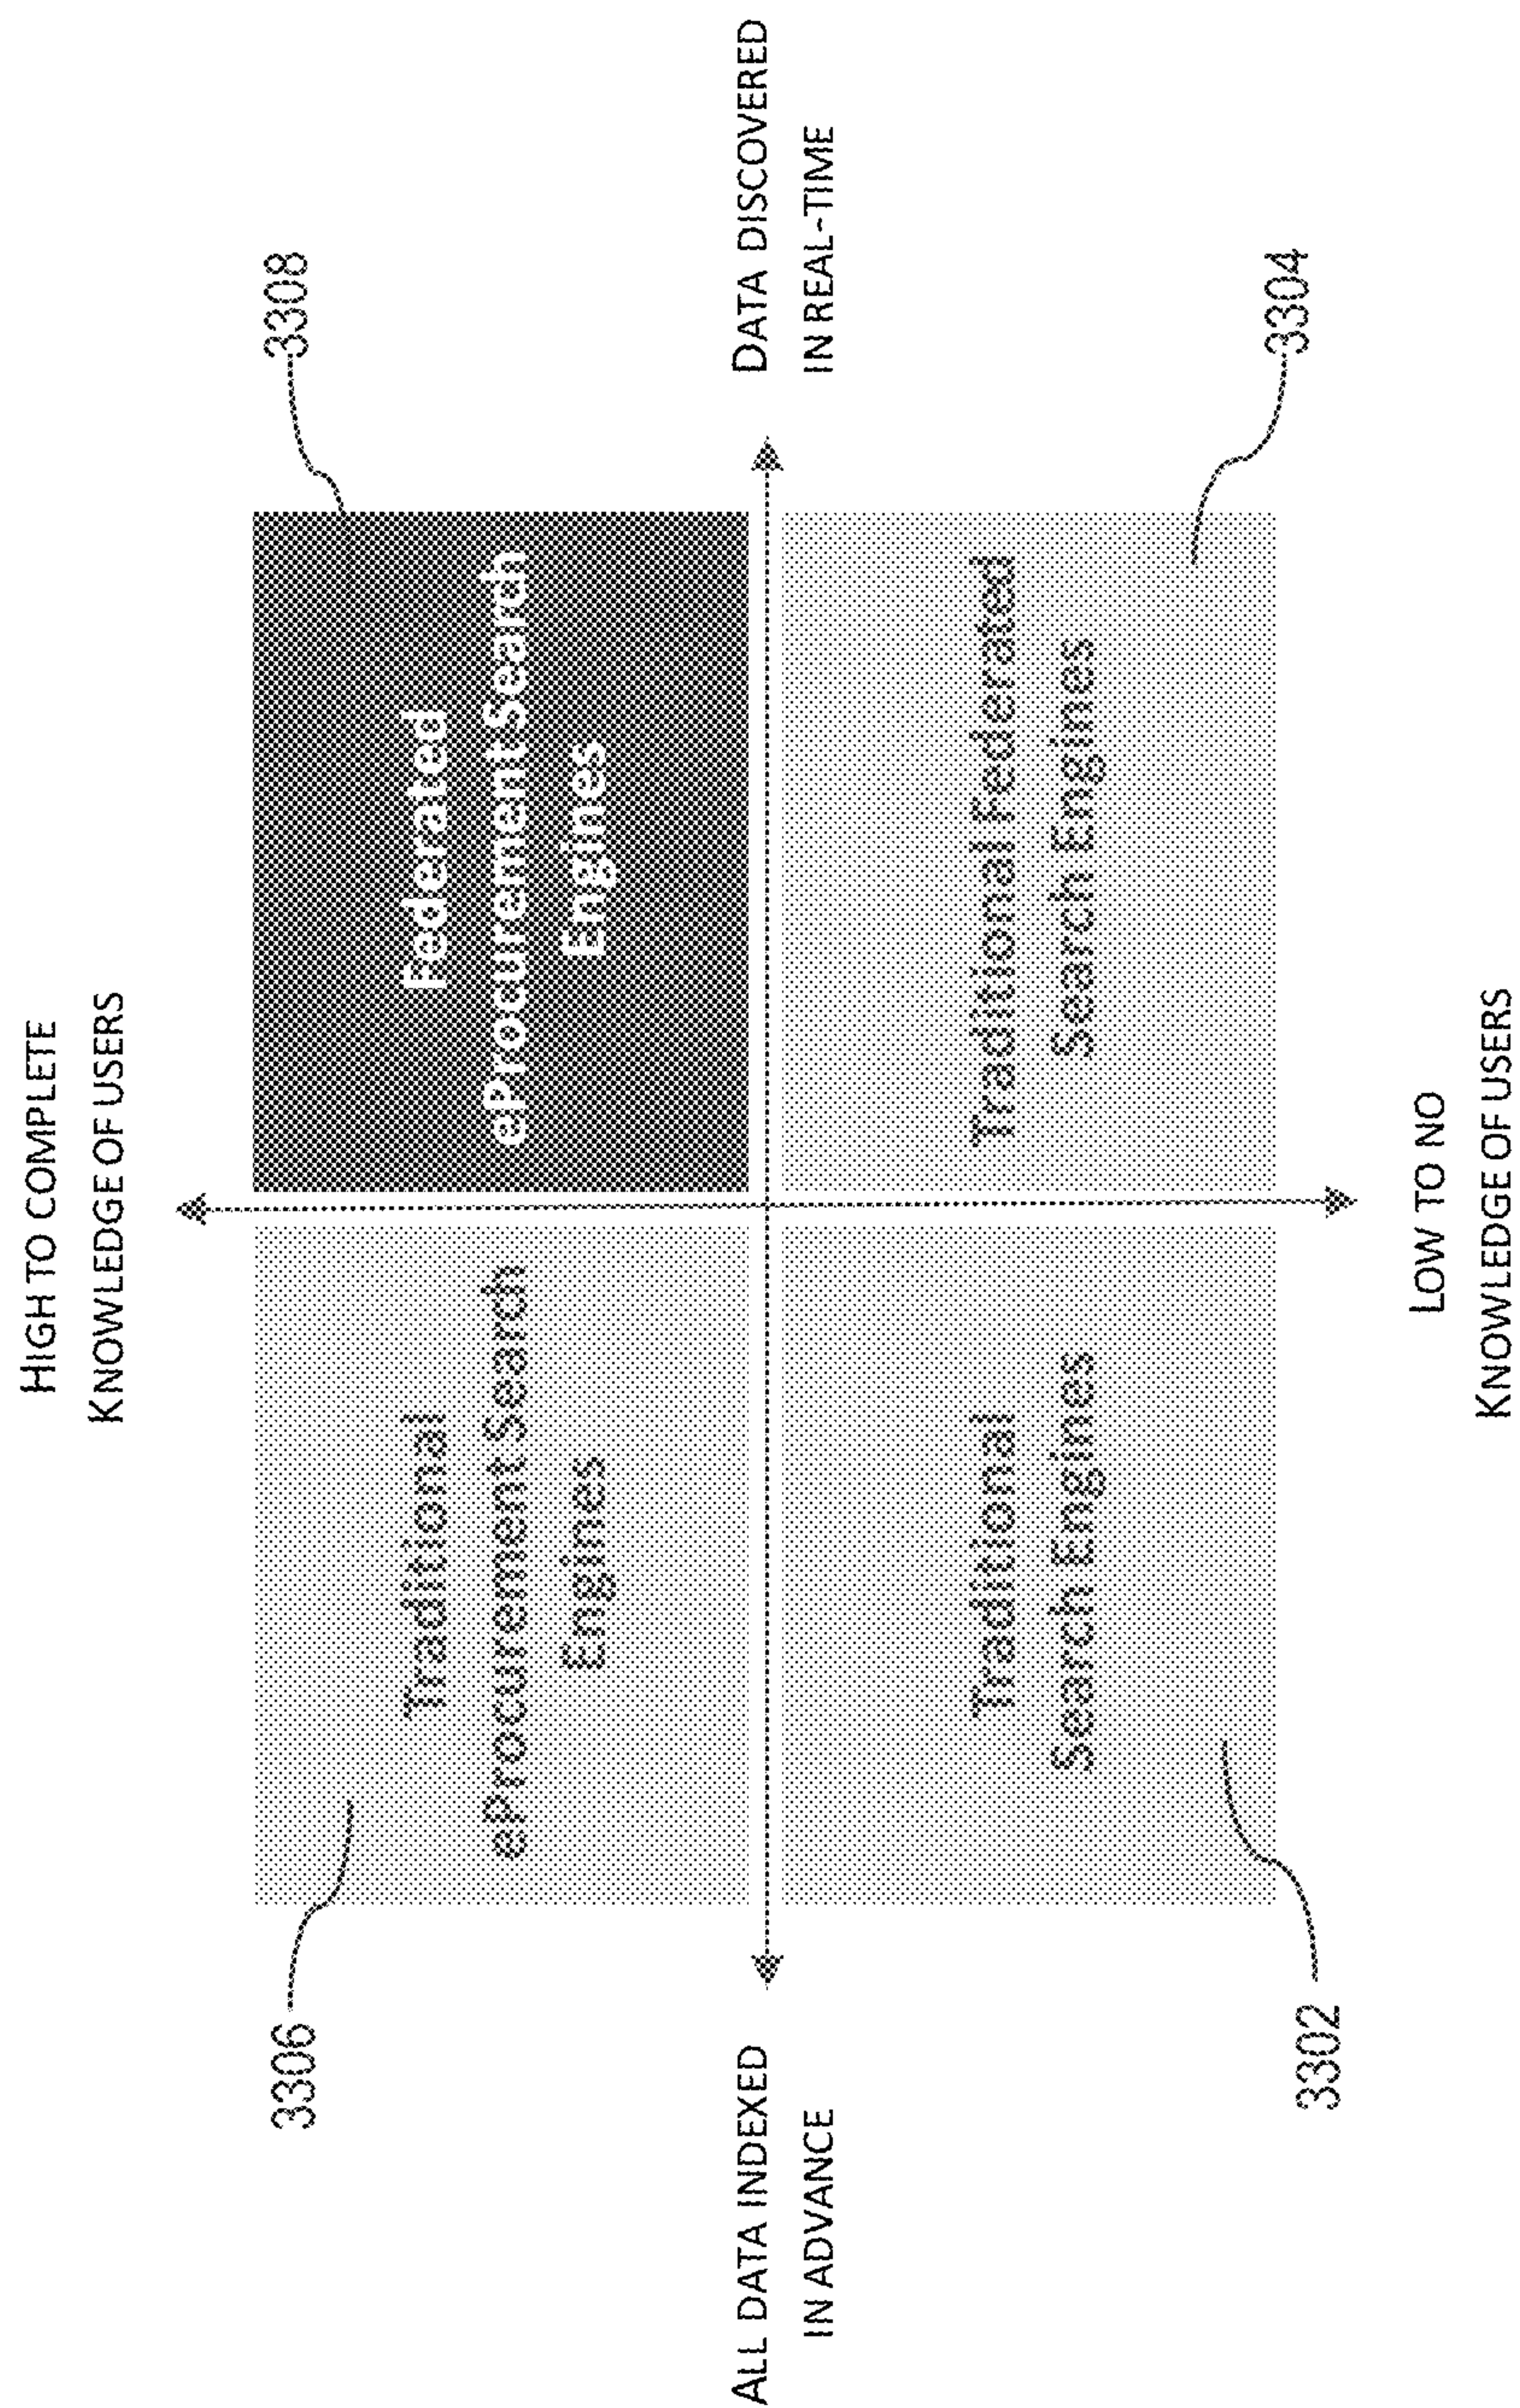 HIGH TO COMPLETE
KNOWLEDGE OF USERS
3306
3308
Traditional
eProcurement Search
Engines
Federated
eProcurement Search
Engines
ALL DATA INDEXED
IN ADVANCE
DATA DISCOVERED
IN REAL-TIME
Traditional
Search Engines
Traditional Federated
Search Engines
3302
3304
LOW TO NO
KNOWLEDGE OF USERS